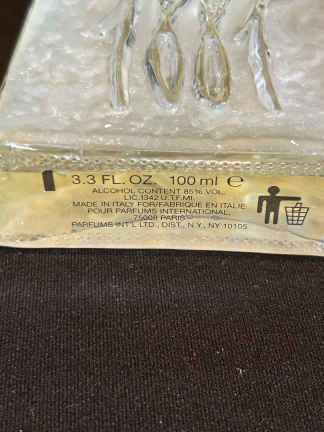 3.3 FL. OZ. 100 ml ℮
ALCOHOL CONTENT 85% VOL.
LIC.1342 U.T.F.MI.
MADE IN ITALY FOR/FABRIQUE EN ITALIE
POUR PARFUMS INTERNATIONAL,
75008 PARIS
PARFUMS INT'L LTD., DIST., N.Y., NY 10105